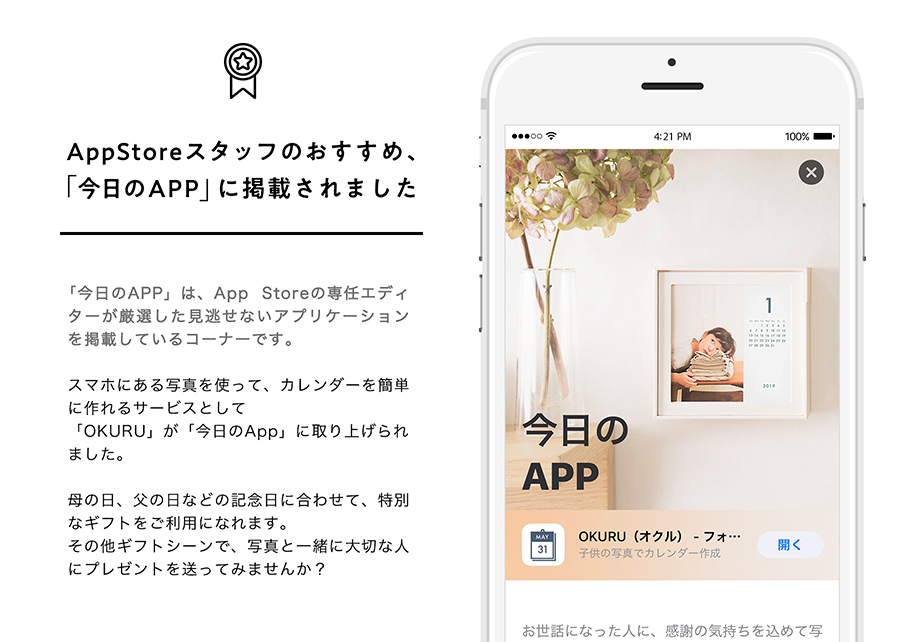 AppStoreスタッフのおすすめ、
「今日のAPP」に掲載されました
「今日のAPP」は、App Storeの専任エディ
ターが厳選した見逃せないアプリケーション
を掲載しているコーナーです。
スマホにある写真を使って、カレンダーを簡単
に作れるサービスとして
「OKURU」が「今日のApp」に取り上げられ
ました。
母の日、父の日などの記念日に合わせて、特別
なギフトをご利用になれます。
その他ギフトシーンで、写真と一緒に大切な人
にプレゼントを送ってみませんか？
4:21 PM
100%
1
2019
今日の
APP
MAY
31
OKURU（オクル） - フォ…
子供の写真でカレンダー作成
開く
お世話になった人に、感謝の気持ちを込めて写